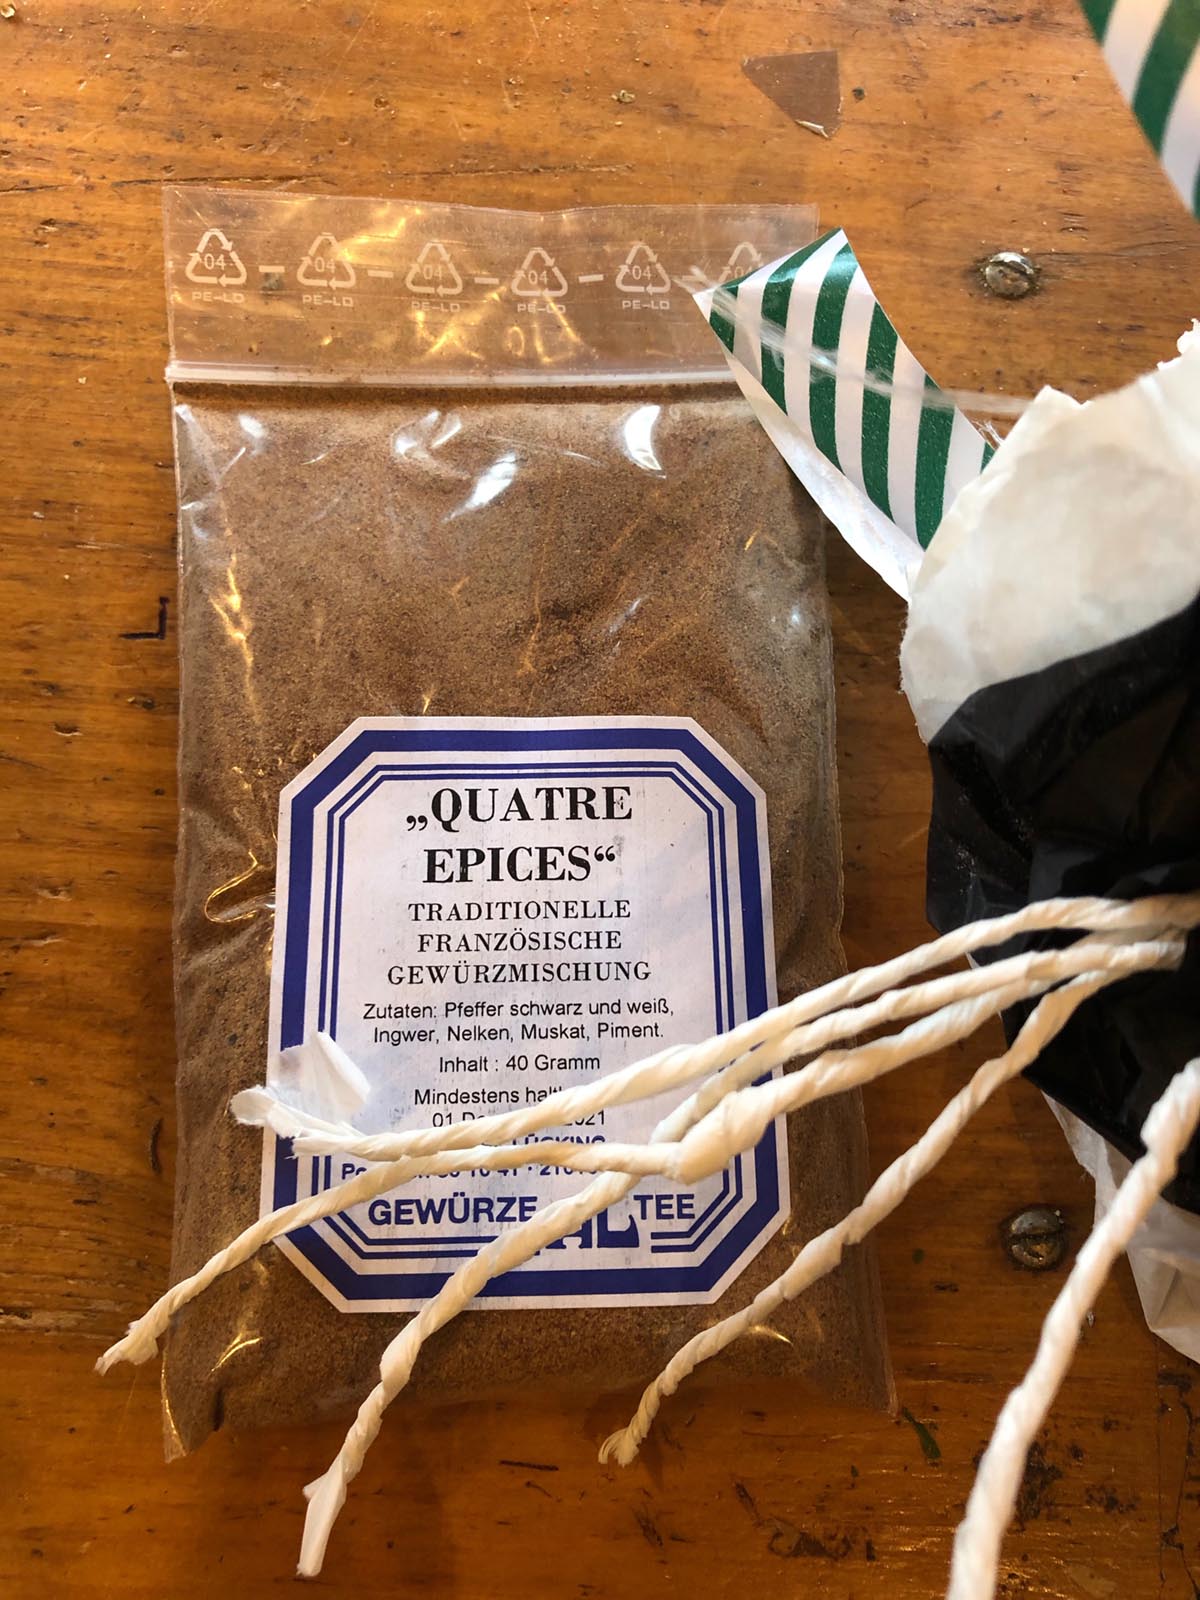 04 04 04 04 04 04
PE-LD PE-LD PE-LD PE-LD PE-LD
„QUATRE
EPICES“
TRADITIONELLE
FRANZÖSISCHE
GEWÜRZMISCHUNG
Zutaten: Pfeffer schwarz und weiß,
Ingwer, Nelken, Muskat, Piment.
Inhalt : 40 Gramm
Mindestens
01
GEWÜRZE TEE